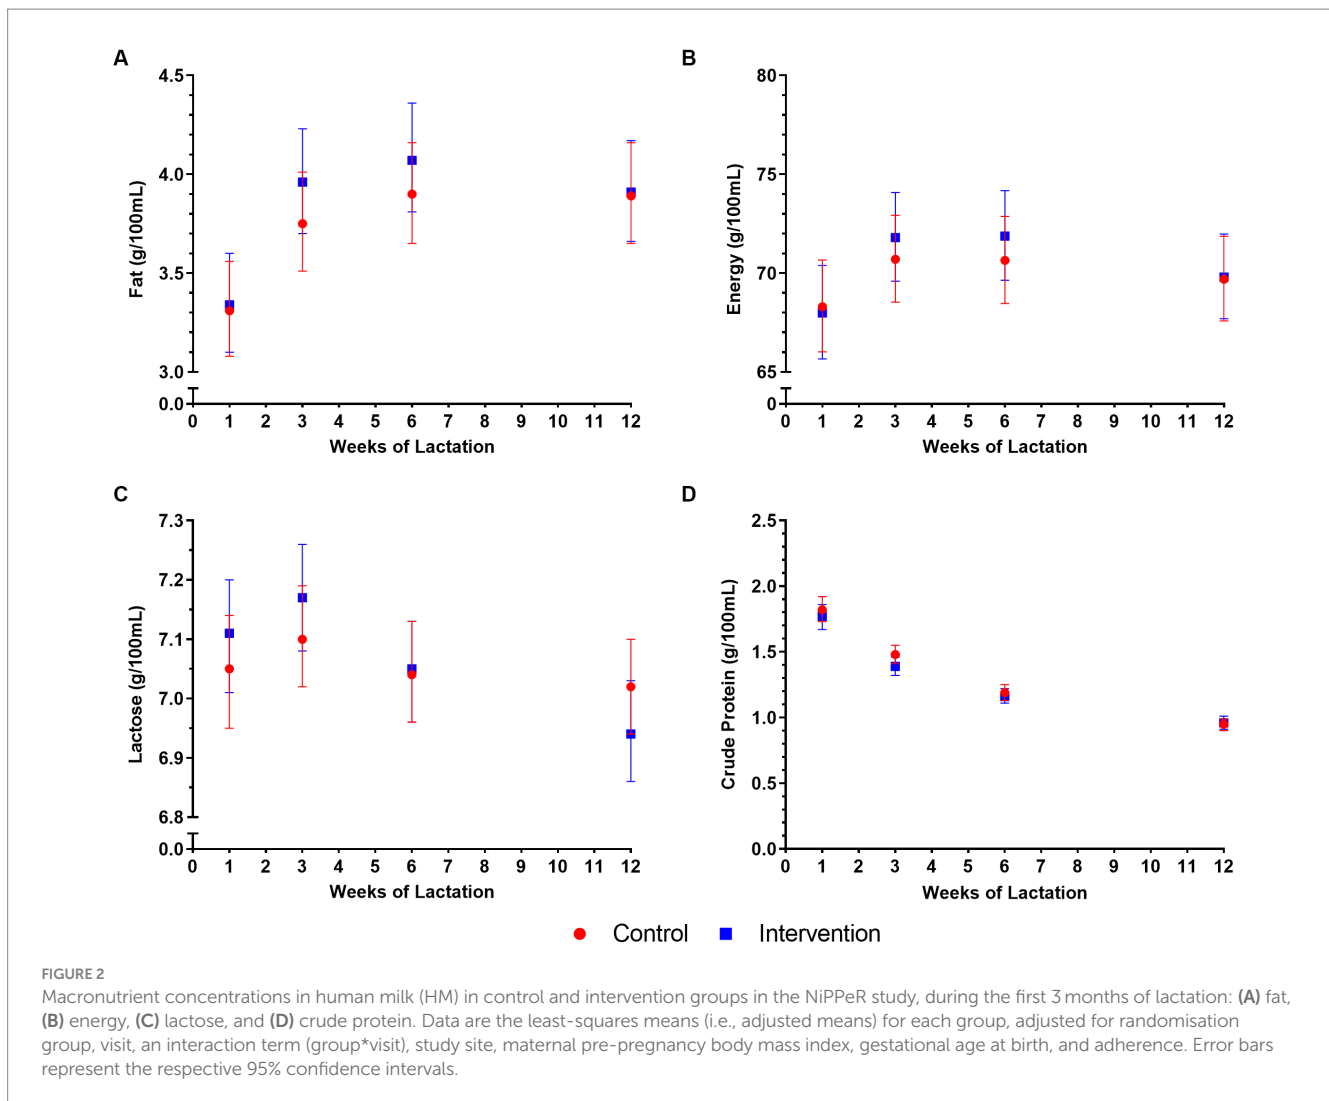 A
4.5
4.0
3.5
3.0
0.0
Fat (g/100mL)
0 1 2 3 4 5 6 7 8 9 10 11 12
Weeks of Lactation
B
80
75
70
65
0
Energy (g/100mL)
0 1 2 3 4 5 6 7 8 9 10 11 12
Weeks of Lactation
C
7.3
7.2
7.1
7.0
6.9
6.8
0.0
Lactose (g/100mL)
0 1 2 3 4 5 6 7 8 9 10 11 12
Weeks of Lactation
D
2.5
2.0
1.5
1.0
0.5
0.0
Crude Protein (g/100mL)
0 1 2 3 4 5 6 7 8 9 10 11 12
Weeks of Lactation
Control Intervention
FIGURE 2
Macronutrient concentrations in human milk (HM) in control and intervention groups in the NiPPeR study, during the first 3 months of lactation: (A) fat,
(B) energy, (C) lactose, and (D) crude protein. Data are the least-squares means (i.e., adjusted means) for each group, adjusted for randomisation
group, visit, an interaction term (group*visit), study site, maternal pre-pregnancy body mass index, gestational age at birth, and adherence. Error bars
represent the respective 95% confidence intervals.